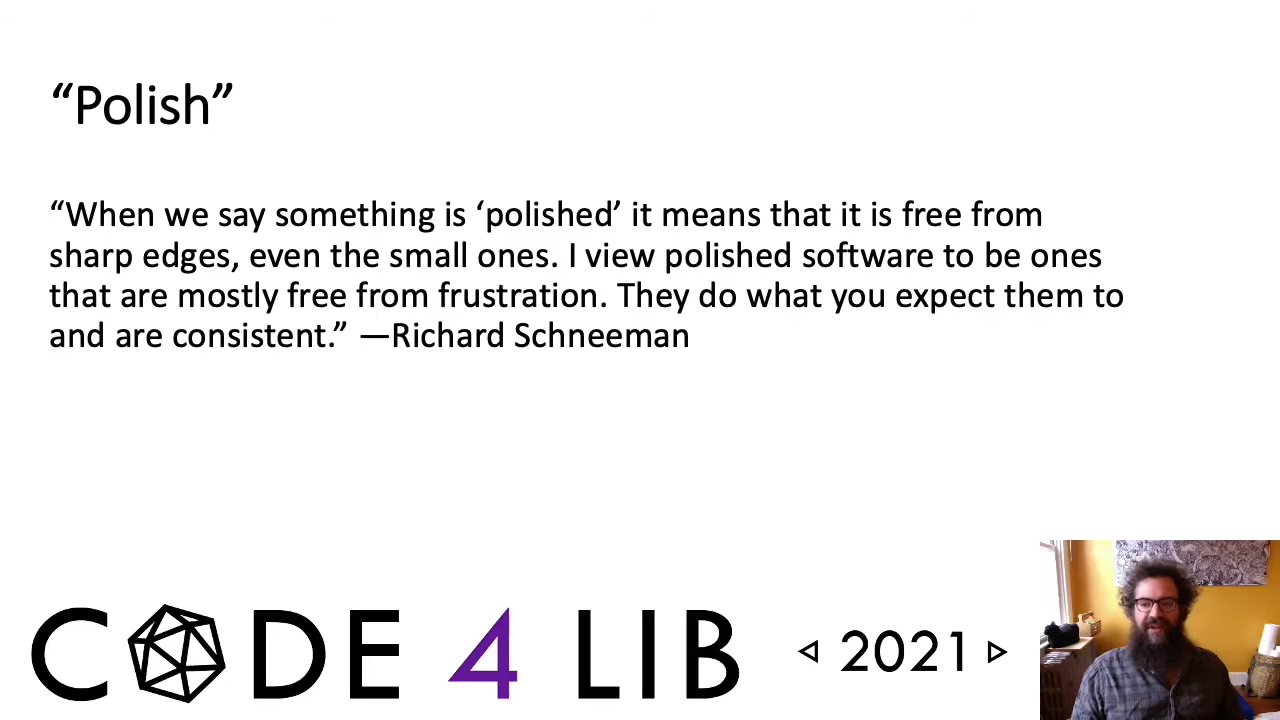 “Polish”
“When we say something is ‘polished’ it means that it is free from
sharp edges, even the small ones. I view polished software to be ones
that are mostly free from frustration. They do what you expect them to
and are consistent.” —Richard Schneeman
CODE 4 LIB 2021